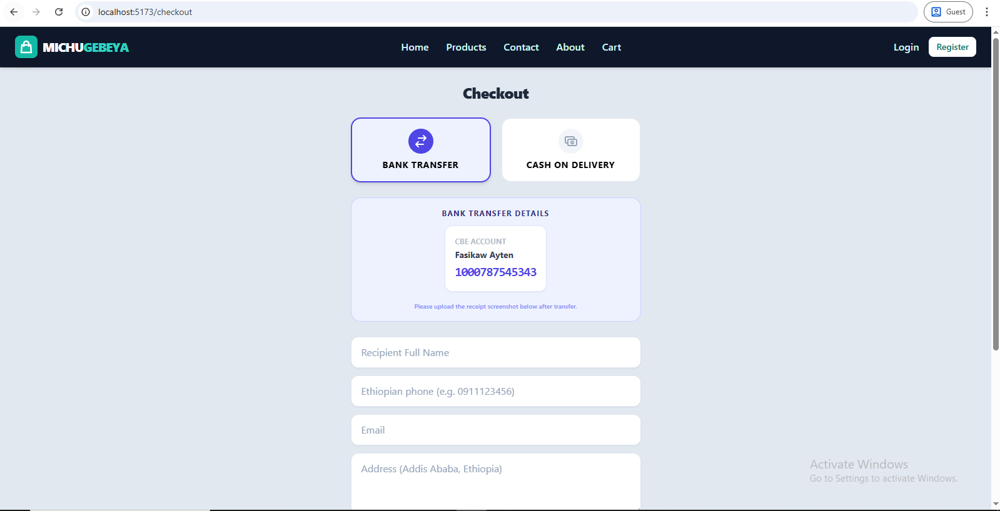 localhost:5173/checkout
Guest
MICHUGEBEYA
Home Products Contact About Cart
Login Register
Checkout
BANK TRANSFER
CASH ON DELIVERY
BANK TRANSFER DETAILS
CBE ACCOUNT
Fasikaw Ayten
1000787545343
Please upload the receipt screenshot below after transfer.
Recipient Full Name
Ethiopian phone (e.g. 0911123456)
Email
Address (Addis Ababa, Ethiopia)
Activate Windows
Go to Settings to activate Windows.